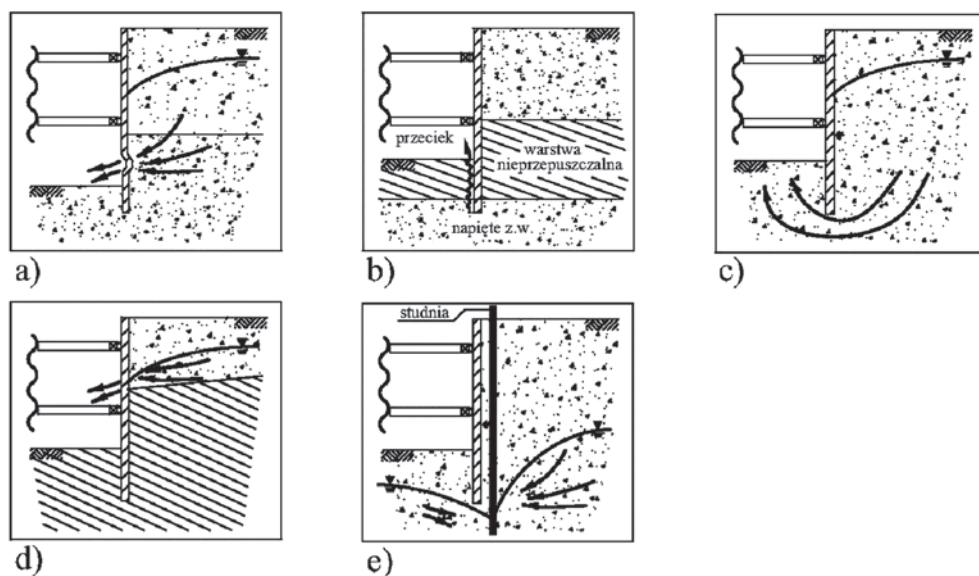 przeciek
warstwa
nieprzepuszczalna
napięte z.w.
a)
b)
c)
studnia
d)
e)